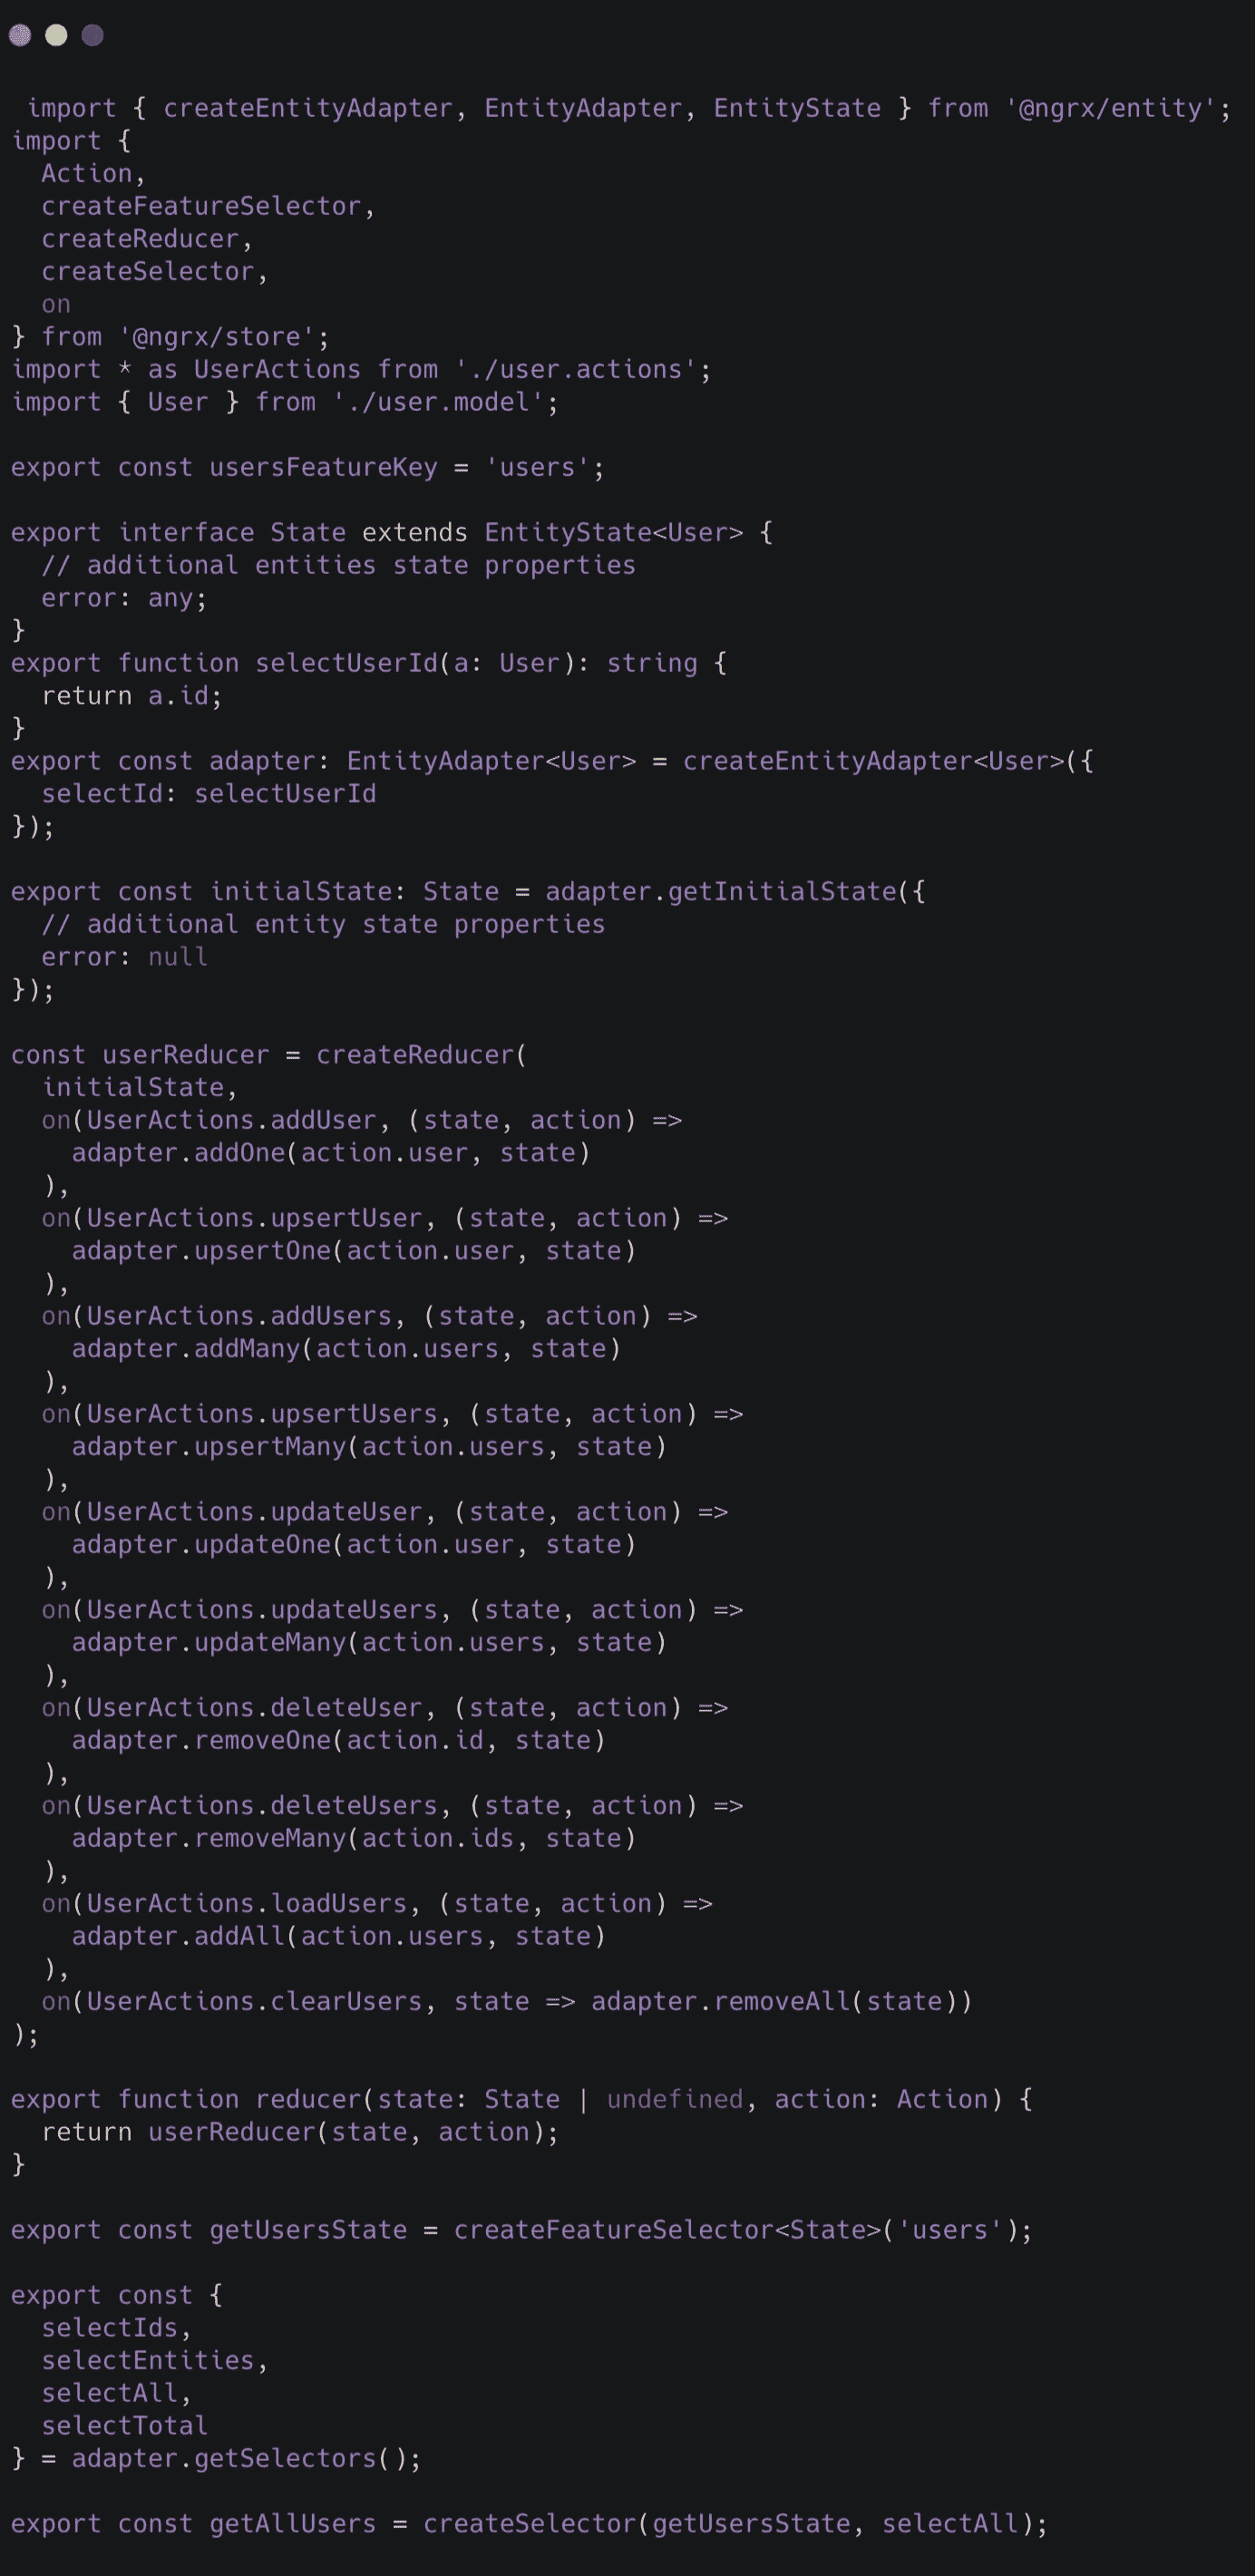 import { createEntityAdapter, EntityAdapter, EntityState } from '@ngrx/entity';
import {
  Action,
  createFeatureSelector,
  createReducer,
  createSelector,
  on
} from '@ngrx/store';
import * as UserActions from './user.actions';
import { User } from './user.model';

export const usersFeatureKey = 'users';

export interface State extends EntityState<User> {
  // additional entities state properties
  error: any;
}
export function selectUserId(a: User): string {
  return a.id;
}
export const adapter: EntityAdapter<User> = createEntityAdapter<User>({
  selectId: selectUserId
});

export const initialState: State = adapter.getInitialState({
  // additional entity state properties
  error: null
});

const userReducer = createReducer(
  initialState,
  on(UserActions.addUser, (state, action) =>
    adapter.addOne(action.user, state)
  ),
  on(UserActions.upsertUser, (state, action) =>
    adapter.upsertOne(action.user, state)
  ),
  on(UserActions.addUsers, (state, action) =>
    adapter.addMany(action.users, state)
  ),
  on(UserActions.upsertUsers, (state, action) =>
    adapter.upsertMany(action.users, state)
  ),
  on(UserActions.updateUser, (state, action) =>
    adapter.updateOne(action.user, state)
  ),
  on(UserActions.updateUsers, (state, action) =>
    adapter.updateMany(action.users, state)
  ),
  on(UserActions.deleteUser, (state, action) =>
    adapter.removeOne(action.id, state)
  ),
  on(UserActions.deleteUsers, (state, action) =>
    adapter.removeMany(action.ids, state)
  ),
  on(UserActions.loadUsers, (state, action) =>
    adapter.addAll(action.users, state)
  ),
  on(UserActions.clearUsers, state => adapter.removeAll(state))
);

export function reducer(state: State | undefined, action: Action) {
  return userReducer(state, action);
}

export const getUsersState = createFeatureSelector<State>('users');

export const {
  selectIds,
  selectEntities,
  selectAll,
  selectTotal
} = adapter.getSelectors();

export const getAllUsers = createSelector(getUsersState, selectAll);